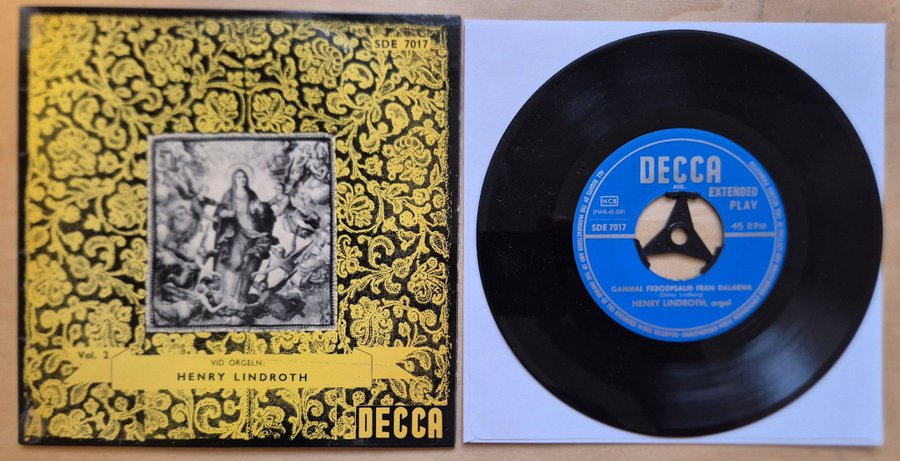 SDE 7017
Vol. 2
VID ORGELN:
HENRY LINDROTH
DECCA
DECCA
REG.
EXTENDED
PLAY
NCB
SDE 7017
45 RPM
GAMMAL FÄBODPSALM FRÅN DALARNA
(Oskar Lindberg)
HENRY LINDROTH, orgel